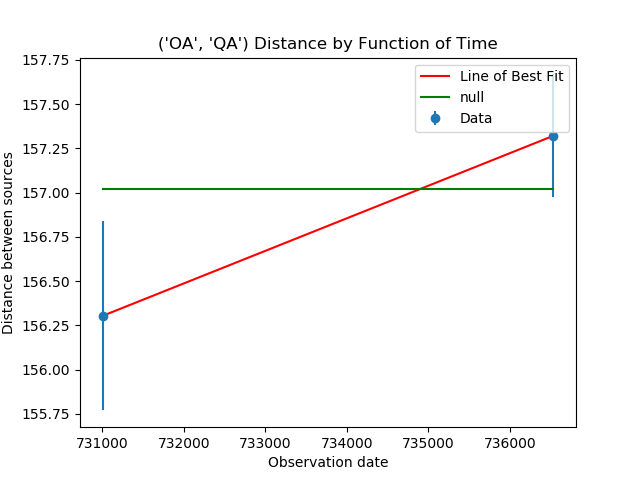 ('OA', 'QA') Distance by Function of Time
Distance between sources
157.75
157.50
157.25
157.00
156.75
156.50
156.25
156.00
155.75
Line of Best Fit
null
Data
731000 732000 733000 734000 735000 736000
Observation date